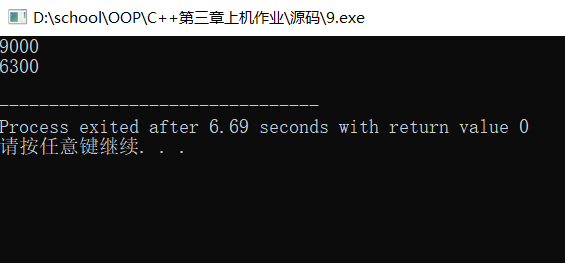 D:\school\OOP\C++第三章上机作业\源码\9.exe
9000
6300
--------------------------------
Process exited after 6.69 seconds with return value 0
请按任意键继续. . .